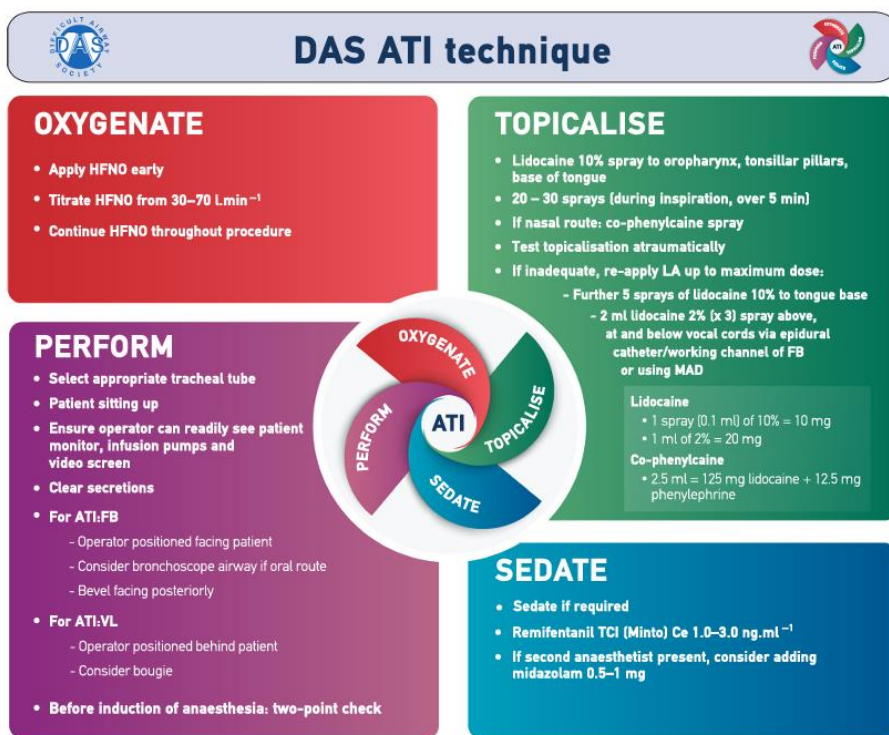 DIFFICULT AIRWAY
DAS
SOCIETY
DAS ATI technique
OXYGENATE
TOPICALISE
SEDATE
PERFORM
ATI
OXYGENATE
• Apply HFNO early
• Titrate HFNO from 30–70 Lmin⁻¹
• Continue HFNO throughout procedure
TOPICALISE
• Lidocaine 10% spray to oropharynx, tonsillar pillars,
base of tongue
• 20 – 30 sprays (during inspiration, over 5 min)
• If nasal route: co-phenylcaine spray
• Test topicalisation atraumatically
• If inadequate, re-apply LA up to maximum dose:
- Further 5 sprays of lidocaine 10% to tongue base
- 2 ml lidocaine 2% (x 3) spray above,
at and below vocal cords via epidural
catheter/working channel of FB
or using MAD
Lidocaine
• 1 spray (0.1 ml) of 10% = 10 mg
• 1 ml of 2% = 20 mg
Co-phenylcaine
• 2.5 ml = 125 mg lidocaine + 12.5 mg
phenylephrine
PERFORM
• Select appropriate tracheal tube
• Patient sitting up
• Ensure operator can readily see patient
monitor, infusion pumps and
video screen
• Clear secretions
• For ATI:FB
- Operator positioned facing patient
- Consider bronchoscope airway if oral route
- Bevel facing posteriorly
• For ATI:VL
- Operator positioned behind patient
- Consider bougie
• Before induction of anaesthesia: two-point check
OXYGENATE
TOPICALISE
SEDATE
PERFORM
ATI
SEDATE
• Sedate if required
• Remifentanil TCI (Minto) Ce 1.0–3.0 ng.ml⁻¹
• If second anaesthetist present, consider adding
midazolam 0.5–1 mg